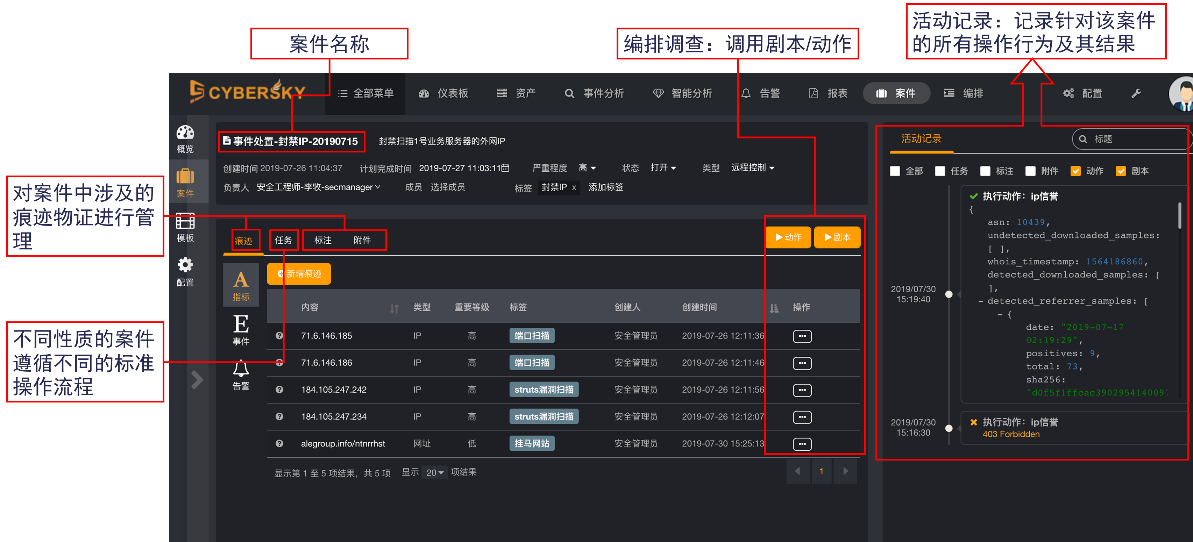 案件名称
编排调查：调用剧本/动作
活动记录：记录针对该案件
的所有操作行为及其结果
对案件中涉及的
痕迹物证进行管
理
不同性质的案件
遵循不同的标准
操作流程
CYBERSKY
全部菜单 仪表板 资产 事件分析 智能分析 告警 报表 案件 编排 配置
概览
案件
模板
配置
事件处置-封禁IP-20190715 封禁扫描1号业务服务器的外网IP
创建时间 2019-07-26 11:04:37 计划完成时间 2019-07-27 11:03:11 严重程度 高 状态 打开 类型 远程控制
负责人 安全工程师-李牧-secmanager 成员 选择成员 标签 封禁IP x 添加标签
痕迹 任务 标注 附件 动作 剧本
A
指标
E
事件
告警
新增痕迹
内容 类型 重要等级 标签 创建人 创建时间 操作
71.6.146.185 IP 高 端口扫描 安全管理员 2019-07-26 12:11:36
71.6.146.186 IP 高 端口扫描 安全管理员 2019-07-26 12:11:46
184.105.247.242 IP 高 struts漏洞扫描 安全管理员 2019-07-26 12:11:56
184.105.247.234 IP 高 struts漏洞扫描 安全管理员 2019-07-26 12:12:07
alegroup.info/ntnrrhst 网址 低 挂马网站 安全管理员 2019-07-30 15:25:13
显示第 1 至 5 项结果，共 5 项 显示 20 项结果
1
活动记录 标题
全部 任务 标注 附件 动作 剧本
2019/07/30
15:19:40
执行动作：ip信誉
{
asn: 10439,
undetected_downloaded_samples:
[ ],
whois_timestamp: 1564186860,
detected_downloaded_samples: [
],
– detected_referrer_samples: [
– {
date: "2019-07-17
02:19:29",
positives: 9,
total: 73,
sha256:
2019/07/30
15:16:30
执行动作：ip信誉
403 Forbidden